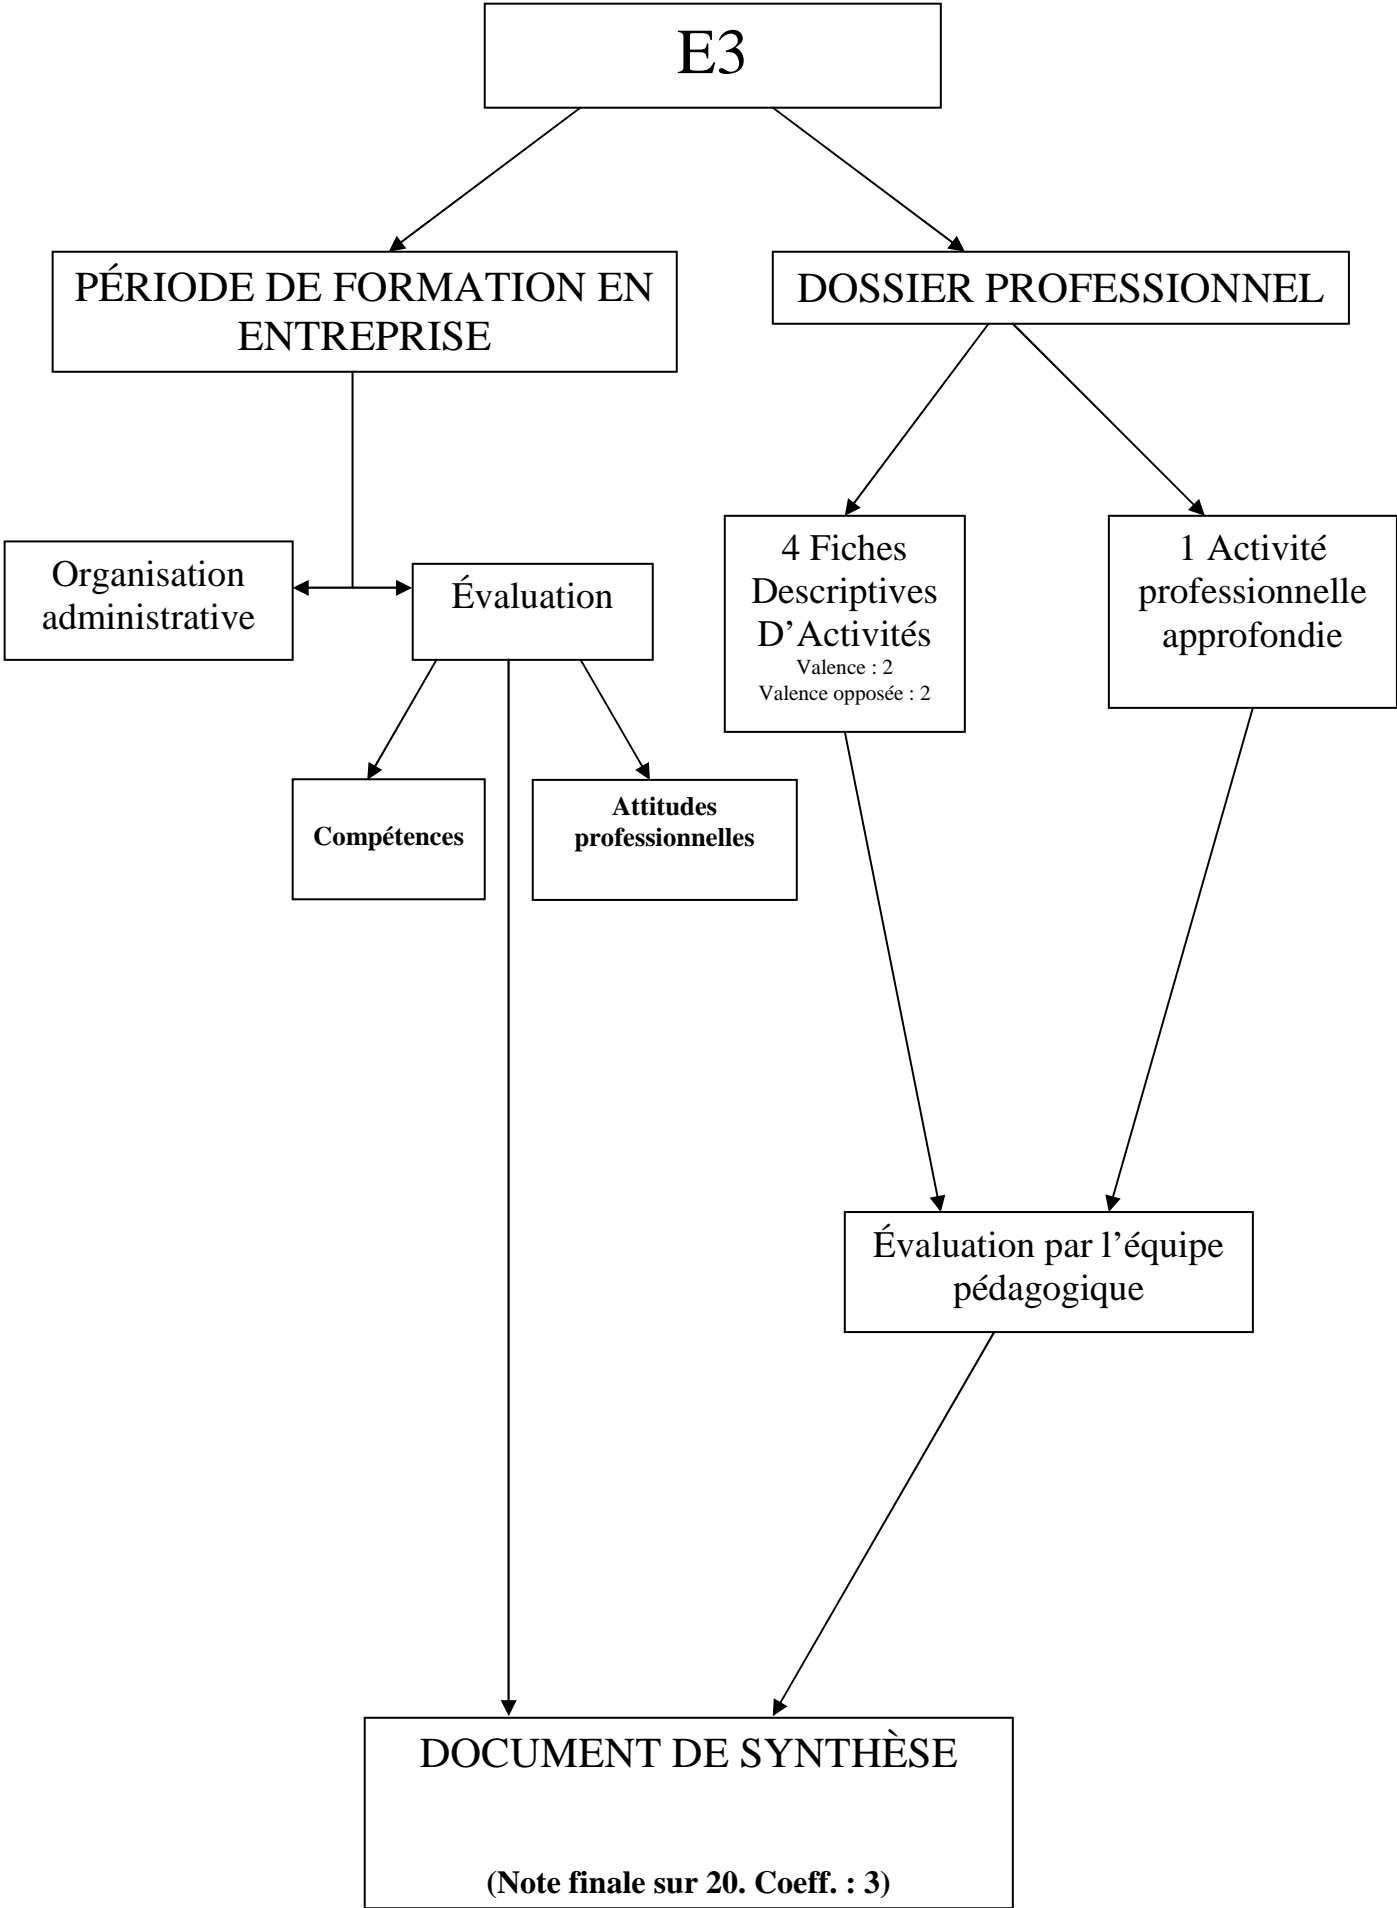 E3
PÉRIODE DE FORMATION EN
ENTREPRISE
DOSSIER PROFESSIONNEL
Organisation
administrative
Évaluation
4 Fiches
Descriptives
D’Activités
Valence : 2
Valence opposée : 2
1 Activité
professionnelle
approfondie
Compétences
Attitudes
professionnelles
Évaluation par l’équipe
pédagogique
DOCUMENT DE SYNTHÈSE
(Note finale sur 20. Coeff. : 3)